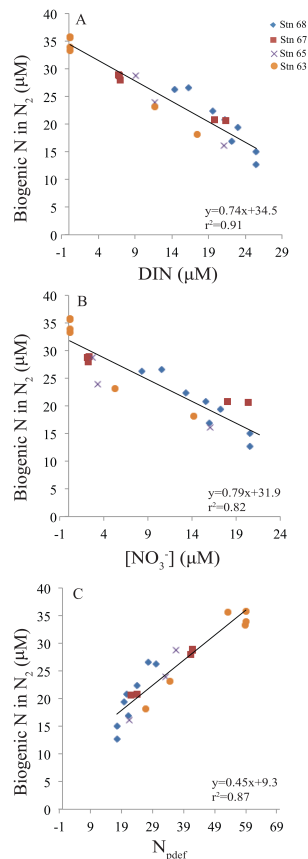 A
Stn 68
Stn 67
Stn 65
Stn 63
Biogenic N in N2 (μM)
40
35
30
25
20
15
10
5
0
y=0.74x+34.5
r²=0.91
-1 4 9 14 19 24 29
DIN (μM)
B
Biogenic N in N2 (μM)
40
35
30
25
20
15
10
5
0
y=0.79x+31.9
r²=0.82
-1 4 9 14 19 24
[NO3⁻] (μM)
C
Biogenic N in N2 (μM)
40
35
30
25
20
15
10
5
0
y=0.45x+9.3
r²=0.87
-1 9 19 29 39 49 59 69
Npdef